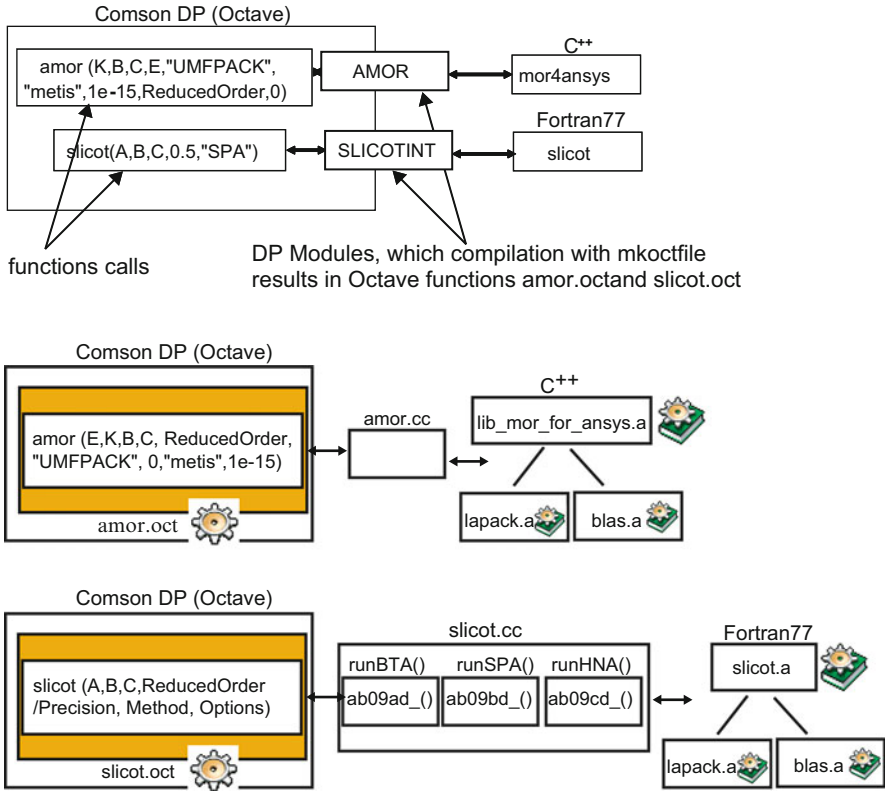 Comson DP (Octave)
amor (K,B,C,E,"UMFPACK",
"metis",1e-15,ReducedOrder,0)
AMOR
C++
mor4ansys
slicot(A,B,C,0.5,"SPA")
SLICOTINT
Fortran77
slicot
functions calls
DP Modules, which compilation with mkoctfile
results in Octave functions amor.octand slicot.oct
Comson DP (Octave)
amor (E,K,B,C, ReducedOrder,
"UMFPACK", 0,"metis",1e-15)
amor.oct
amor.cc
C++
lib_mor_for_ansys.a
lapack.a
blas.a
Comson DP (Octave)
slicot (A,B,C,ReducedOrder
/Precision, Method, Options)
slicot.oct
slicot.cc
runBTA() runSPA() runHNA()
ab09ad_() ab09bd_() ab09cd_()
Fortran77
slicot.a
lapack.a
blas.a